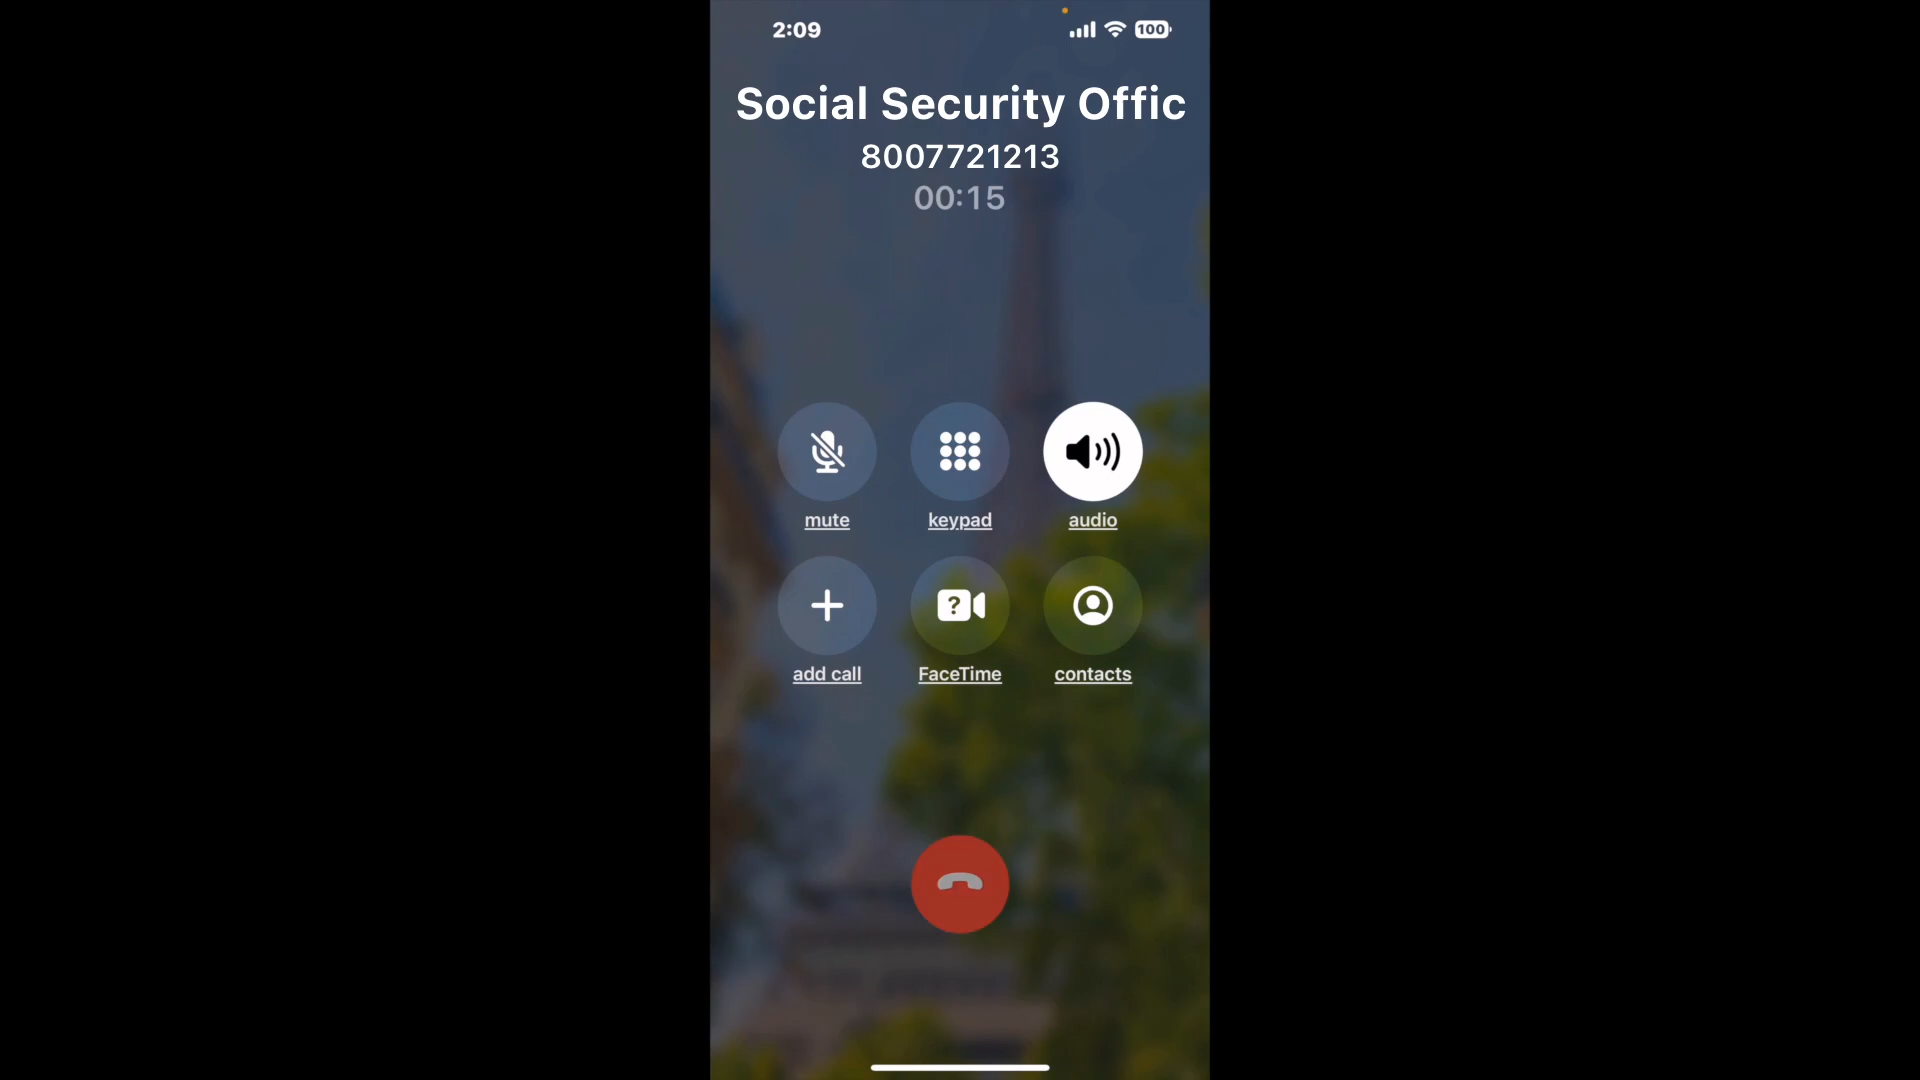 2:09
100
Social Security Offic
8007721213
00:15
mute
keypad
audio
?
add call
FaceTime
contacts